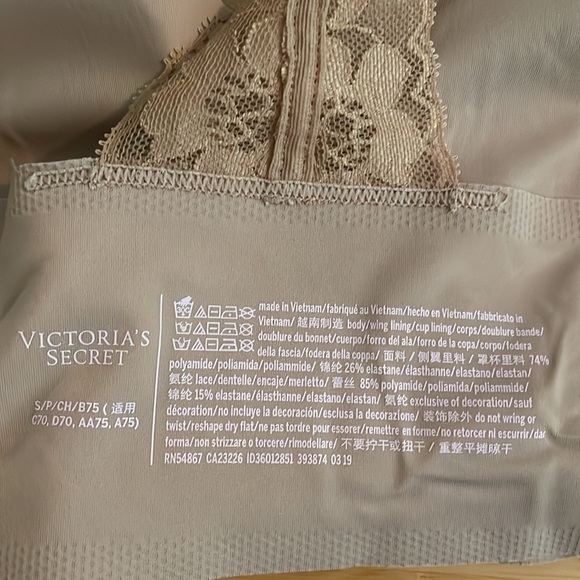 VICTORIA'S
SECRET
S/P/CH/B75 (适用
C70, D70, AA75, A75)
made in Vietnam/fabriqué au Vietnam/hecho en Vietnam/fabbricato in
Vietnam/ 越南制造 body/wing lining/cup lining/corps/doublure bande/
doublure du bonnet/cuerpo/forro del ala/forro de la copa/corpo/fodera
della fascia/fodera della coppa/ 面料 / 侧翼里料 / 罩杯里料 74%
polyamide/poliamida/poliammide/ 锦纶 26% elastane/élasthanne/elastano/elastan/
氨纶 lace/dentelle/encaje/merletto/ 蕾丝 85% polyamide/poliamida/poliammide/
锦纶 15% elastane/élasthanne/elastano/elastan/ 氨纶 exclusive of decoration/sauf
décoration/no incluye la decoración/esclusa la decorazione/ 装饰除外 do not wring or
twist/reshape dry flat/ne pas tordre pour essorer/remettre en forme/no retorcer ni escurrir/dar
forma/non strizzare o torcere/rimodellare/ 不要拧干或扭干 / 重整平摊晾干
RN54867 CA23226 ID36012851 393874 0319